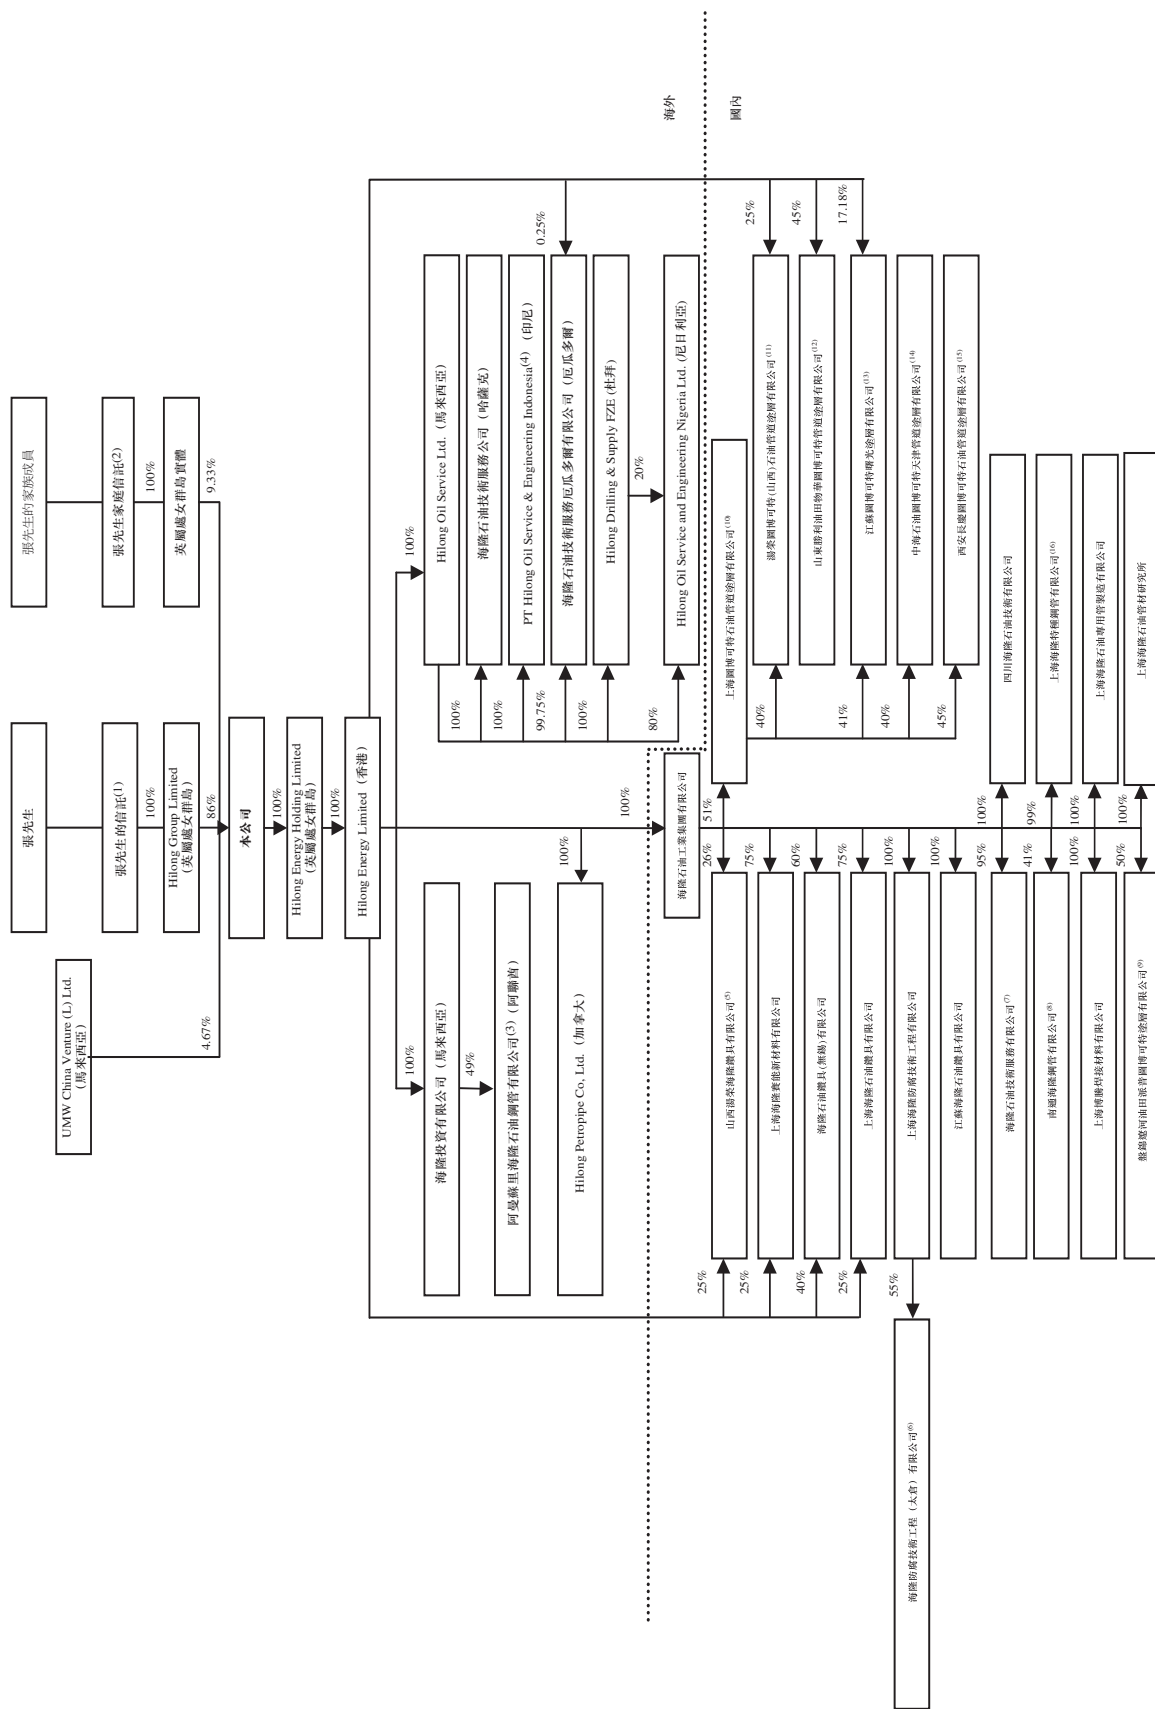 張先生
張先生的家族成員
UMW China Venture (L) Ltd.
（馬來西亞）
張先生的信託(1)
張先生家庭信託(2)
100%
100%
Hilong Group Limited
（英屬處女群島）
英屬處女群島實體
4.67%
86%
9.33%
本公司
100%
Hilong Energy Holding Limited
（英屬處女群島）
100%
Hilong Energy Limited（香港）
100%
100%
海隆投資有限公司（馬來西亞）
Hilong Oil Service Ltd.（馬來西亞）
49%
100%
海隆石油技術服務公司（哈薩克）
阿曼蘇里海隆石油鋼管有限公司(3)（阿聯酋）
100%
PT Hilong Oil Service & Engineering Indonesia(4)（印尼）
99.75%
0.25%
海隆石油技術服務厄瓜多爾有限公司（厄瓜多爾）
100%
Hilong Petropipe Co, Ltd.（加拿大）
100%
Hilong Drilling & Supply FZE (杜拜)
100%
80%
20%
海隆石油工業集團有限公司
Hilong Oil Service and Engineering Nigeria Ltd. (尼日利亞)
海外
國內
25%
26%
51%
山西湯榮海隆鑽具有限公司(5)
上海圖博可特石油管道塗層有限公司(10)
25%
75%
40%
25%
上海海隆賽能新材料有限公司
湯榮圖博可特(山西)石油管道塗層有限公司(11)
40%
60%
45%
海隆石油鑽具(無錫)有限公司
山東勝利油田物華圖博可特管道塗層有限公司(12)
25%
75%
41%
17.18%
上海海隆石油鑽具有限公司
江蘇圖博可特曙光塗層有限公司(13)
55%
100%
40%
海隆防腐技術工程（太倉）有限公司(6)
上海海隆防腐技術工程有限公司
中海石油圖博可特天津管道塗層有限公司(14)
100%
45%
江蘇海隆石油鑽具有限公司
西安長慶圖博可特石油管道塗層有限公司(15)
95%
100%
海隆石油技術服務有限公司(7)
四川海隆石油技術有限公司
41%
99%
南通海隆鋼管有限公司(8)
上海海隆特種鋼管有限公司(16)
100%
100%
上海博騰焊接材料有限公司
上海海隆石油專用管製造有限公司
50%
100%
盤錦遼河油田派普圖博可特塗層有限公司(9)
上海海隆石油管材研究所